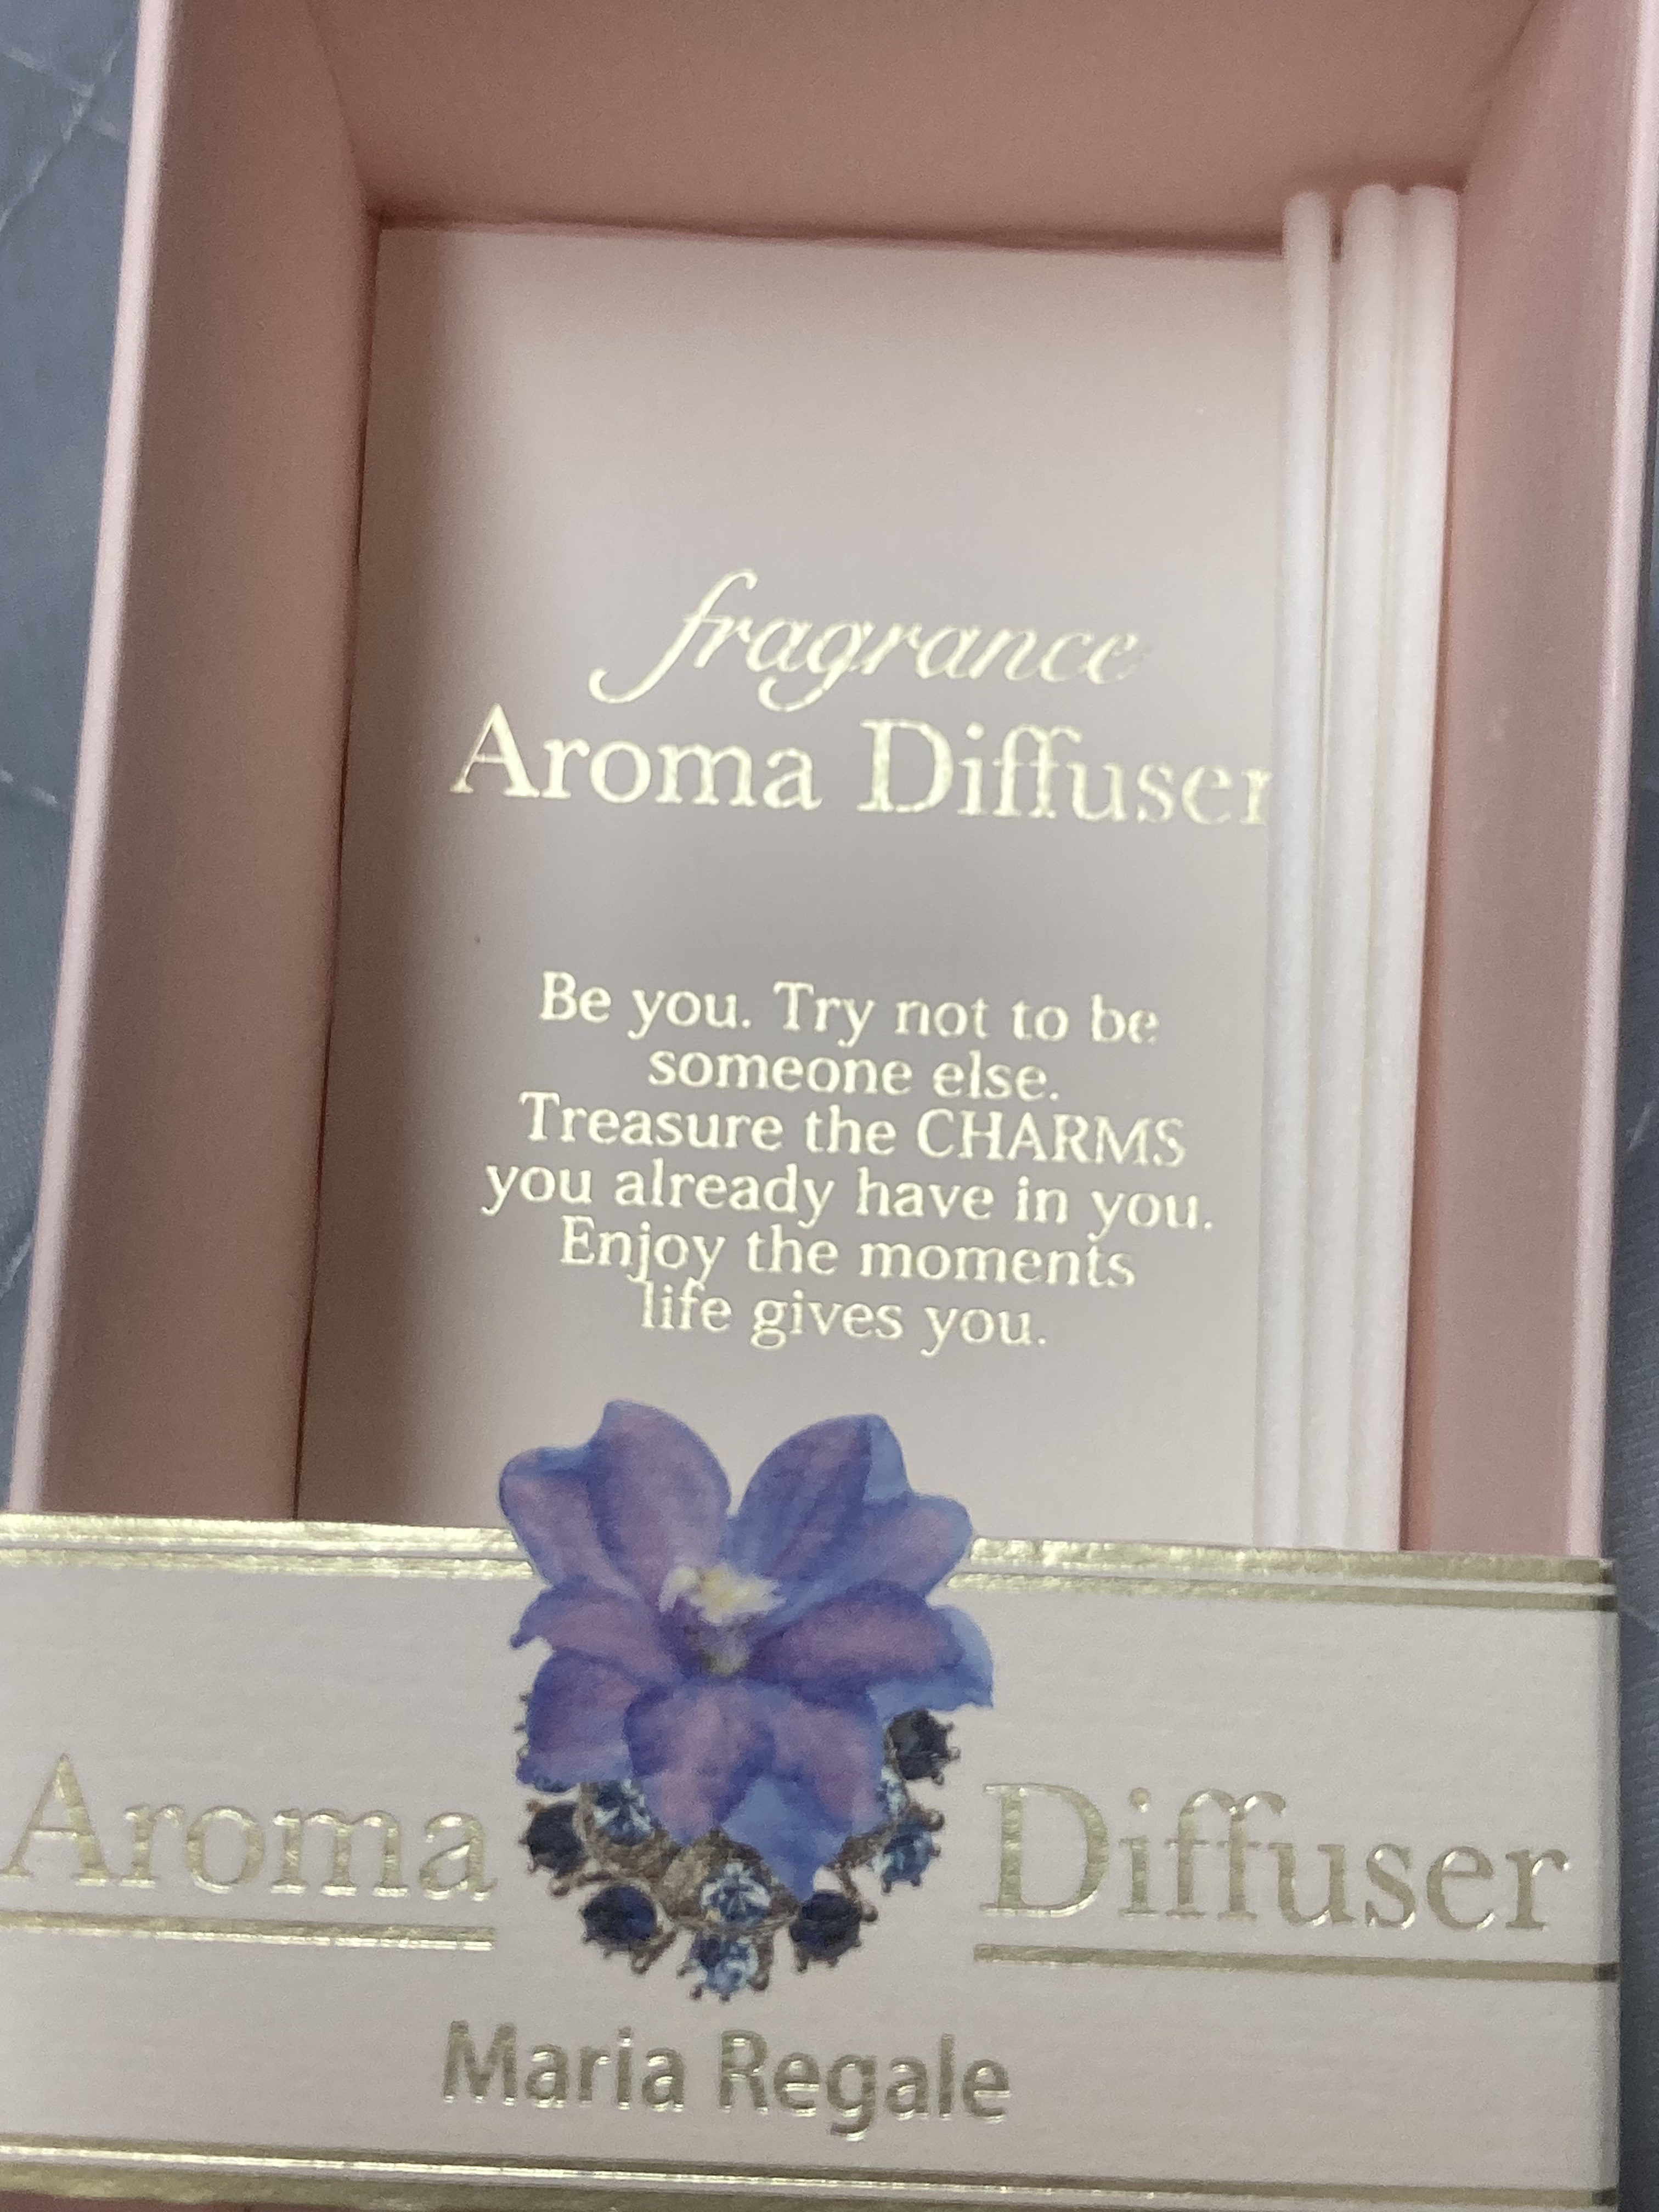 fragrance
Aroma Diffuser
Be you. Try not to be
someone else.
Treasure the CHARMS
you already have in you.
Enjoy the moments
life gives you.
Aroma Diffuser
Maria Regale